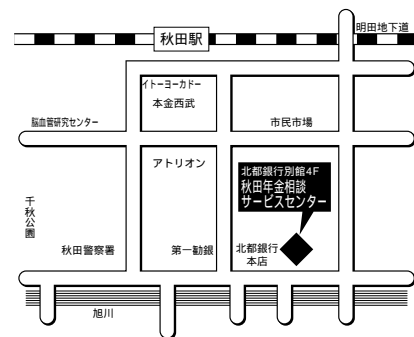 明田地下道
秋田駅
イトーヨーカドー
本金西武
脳血管研究センター
市民市場
アトリオン
北都銀行別館4F
秋田年金相談
サービスセンター
千秋公園
秋田警察署
第一勧銀
北都銀行
本店
旭川